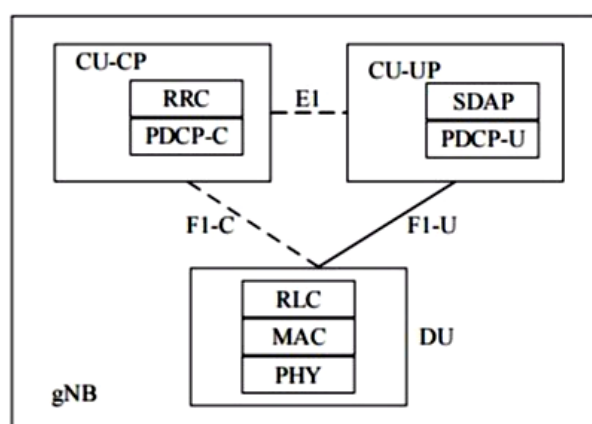 CU-CP
RRC
PDCP-C
E1
CU-UP
SDAP
PDCP-U
F1-C
F1-U
RLC
MAC
PHY
DU
gNB